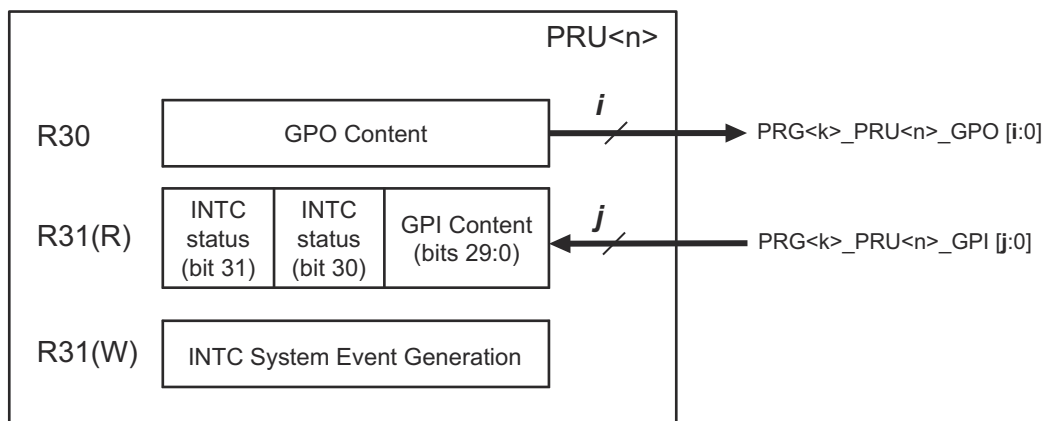 PRU<n>
R30
GPO Content
i
PRG<k>_PRU<n>_GPO [i:0]
R31(R)
INTC
status
(bit 31)
INTC
status
(bit 30)
GPI Content
(bits 29:0)
j
PRG<k>_PRU<n>_GPI [j:0]
R31(W)
INTC System Event Generation